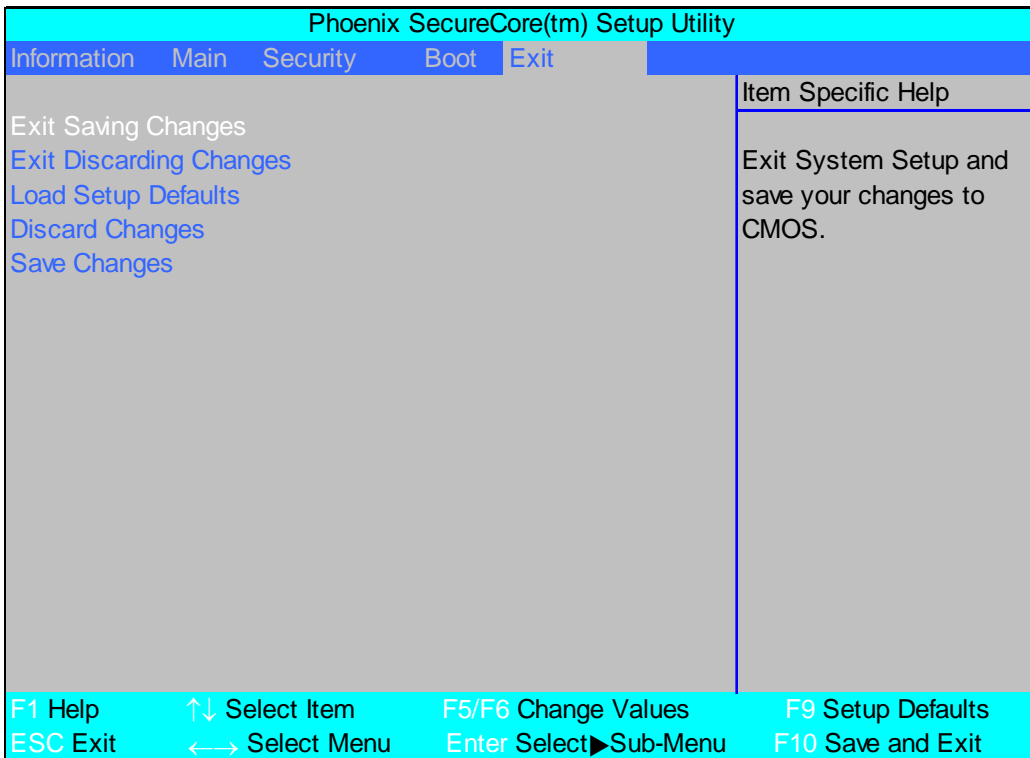 Phoenix SecureCore(tm) Setup Utility
Information Main Security Boot Exit
Item Specific Help
Exit Saving Changes
Exit Discarding Changes
Load Setup Defaults
Discard Changes
Save Changes
Exit System Setup and
save your changes to
CMOS.
F1 Help ↑↓ Select Item F5/F6 Change Values F9 Setup Defaults
ESC Exit ←→ Select Menu Enter Select▶Sub-Menu F10 Save and Exit